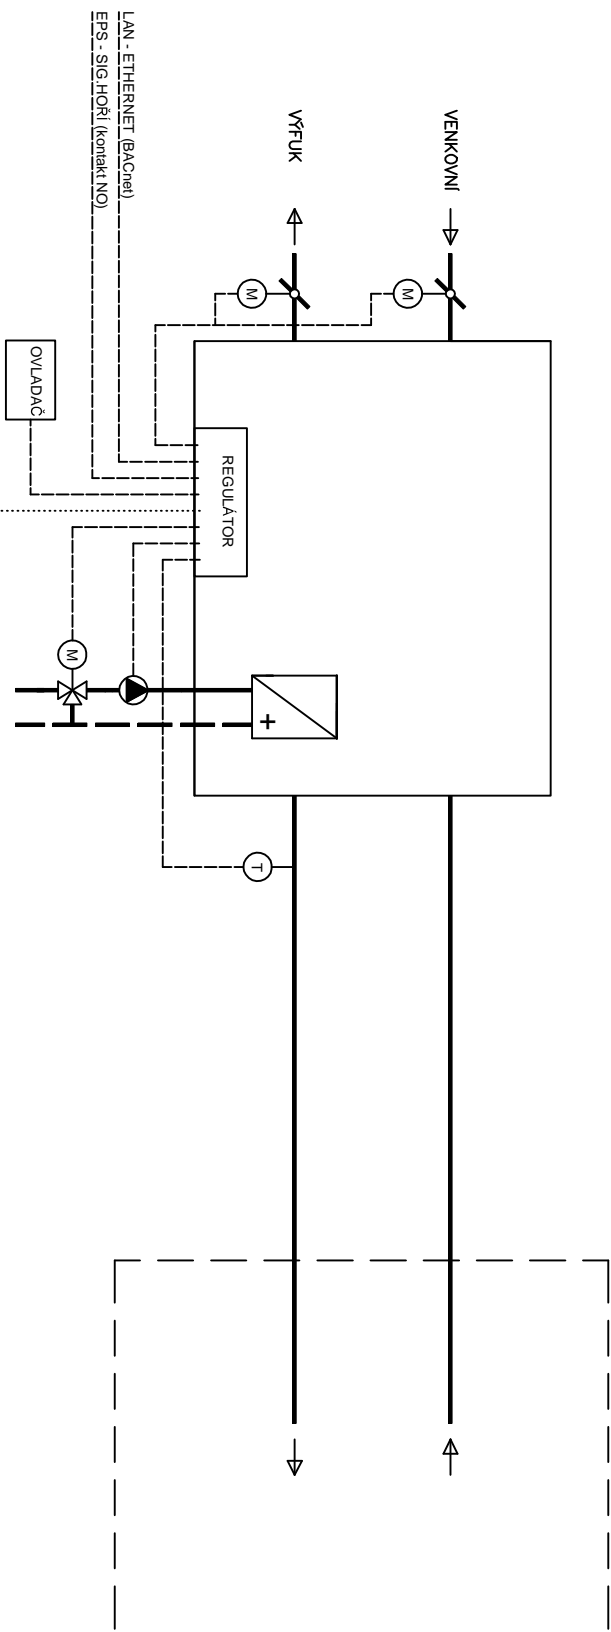 VENKOVNÍ
VÝFUK
M
M
LAN - ETHERNET (BACnet)
EPS - SIG.HOŘÍ (kontakt NO)
REGULÁTOR
OVLADAČ
M
+
T